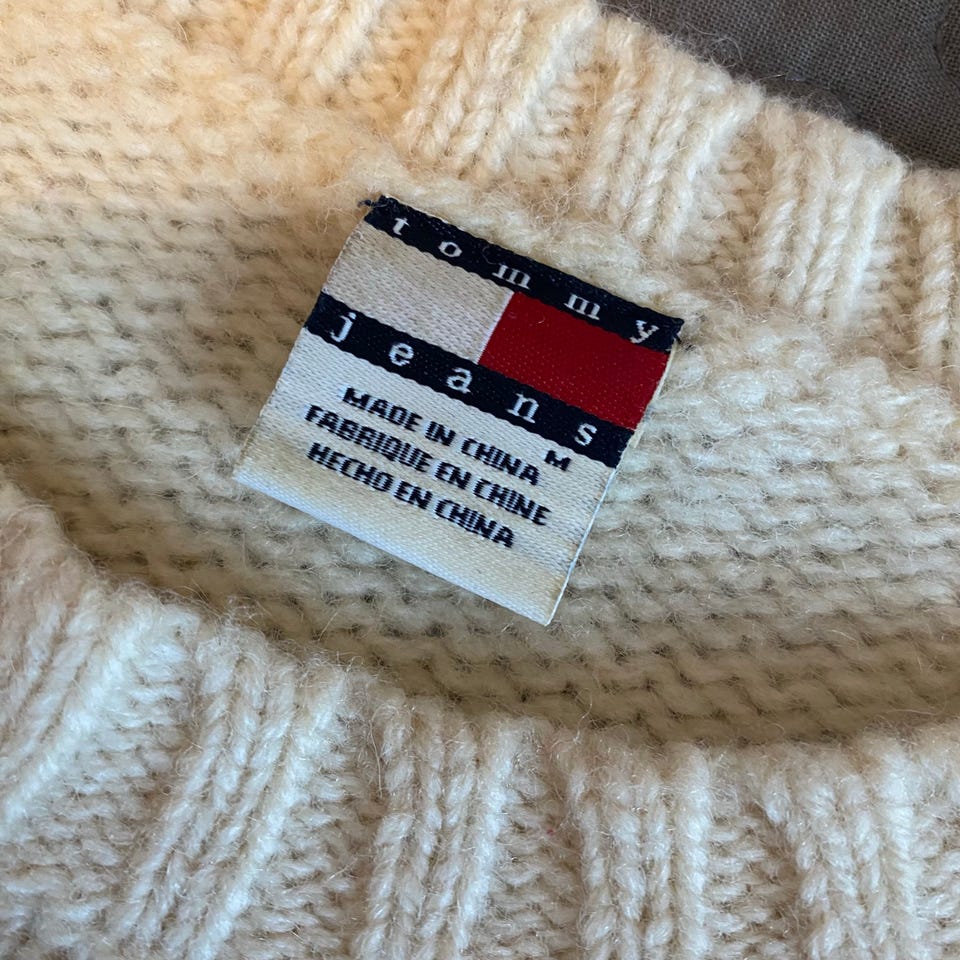 tommy
jeans
M
MADE IN CHINA
FABRIQUE EN CHINE
HECHO EN CHINA